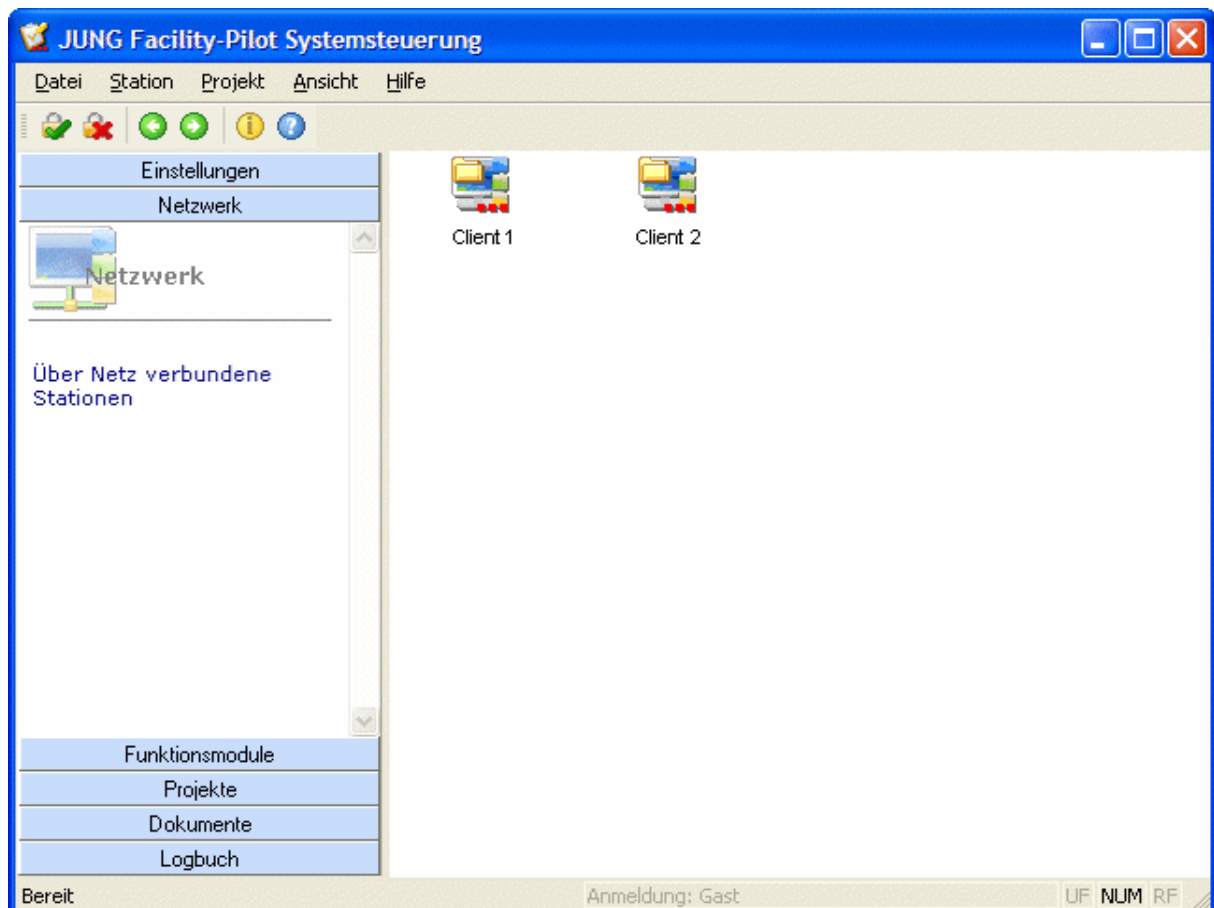 JUNG Facility-Pilot Systemsteuerung
Datei Station Projekt Ansicht Hilfe
Einstellungen
Netzwerk
Netzwerk
Über Netz verbundene
Stationen
Client 1 Client 2
Funktionsmodule
Projekte
Dokumente
Logbuch
Bereit Anmeldung: Gast UF NUM RF